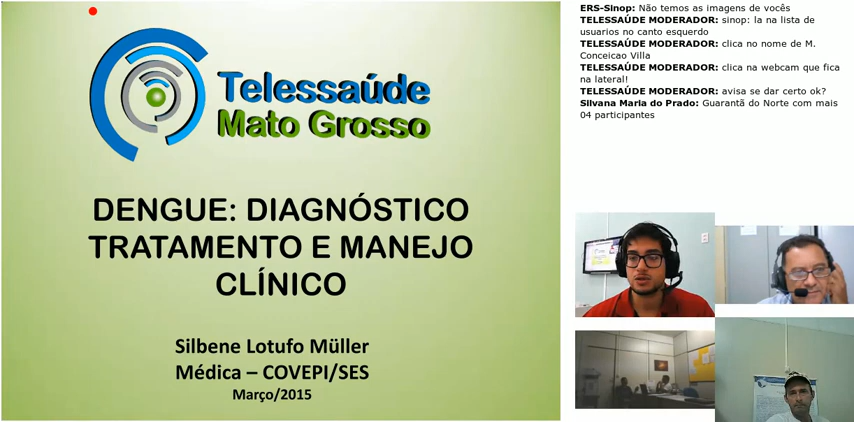 Telessaúde
Mato Grosso
DENGUE: DIAGNÓSTICO
TRATAMENTO E MANEJO
CLÍNICO
Silbene Lotufo Müller
Médica – COVEPI/SES
Março/2015
ERS-Sinop: Não temos as imagens de vocês
TELESSAÚDE MODERADOR: sinop: la na lista de
usuarios no canto esquerdo
TELESSAÚDE MODERADOR: clica no nome de M.
Conceicao Villa
TELESSAÚDE MODERADOR: clica na webcam que fica
na lateral!
TELESSAÚDE MODERADOR: avisa se dar certo ok?
Silvana Maria do Prado: Guarantã do Norte com mais
04 participantes